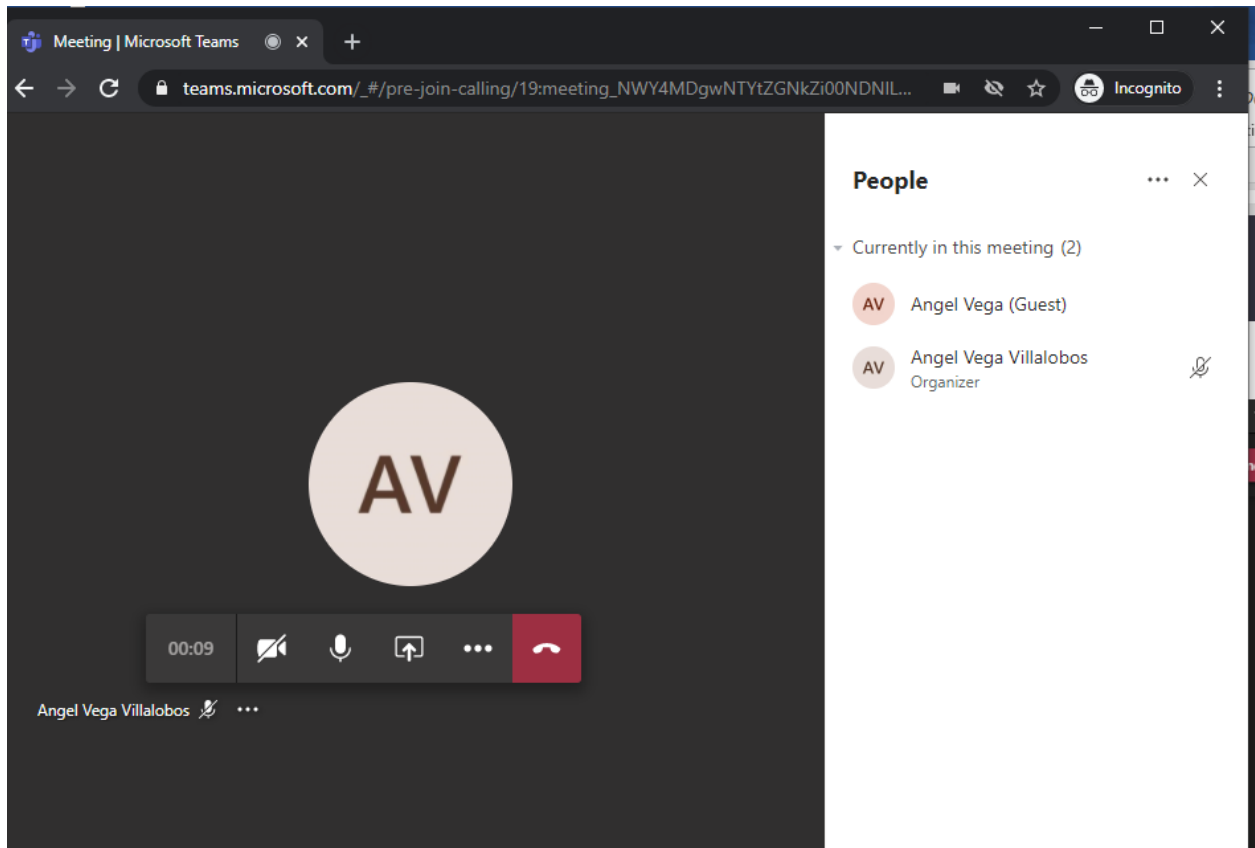 Meeting | Microsoft Teams
teams.microsoft.com/_#/pre-join-calling/19:meeting_NWY4MDgwNTYtZGNkZi00NDNIL...
Incognito
People
Currently in this meeting (2)
AV
Angel Vega (Guest)
AV
Angel Vega Villalobos
Organizer
AV
00:09
Angel Vega Villalobos